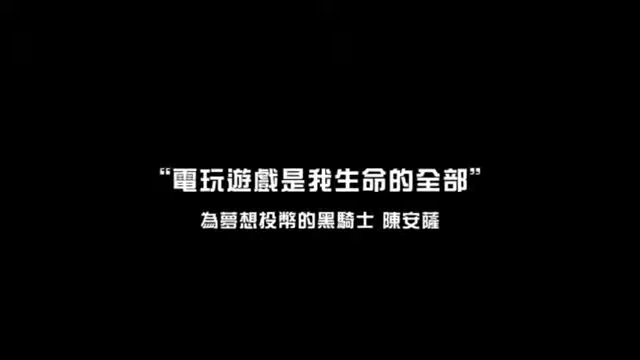 “電玩遊戲是我生命的全部”
為夢想投幣的黑騎士 陳安薩